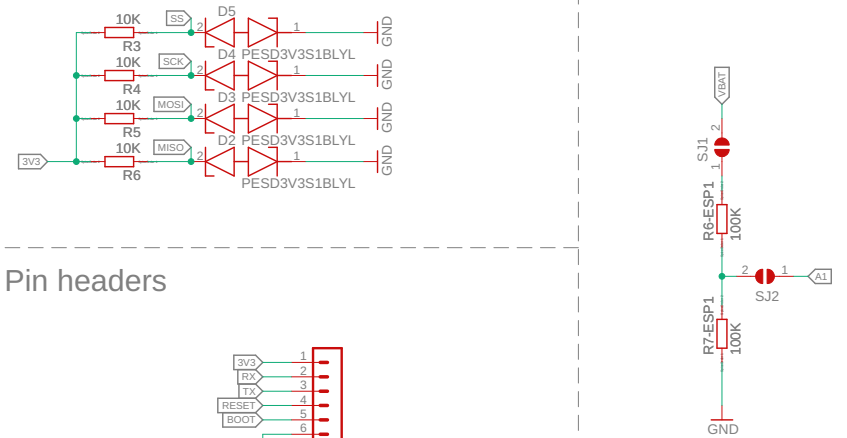 10K
SS
D5
2
1
GND
R3
D4
PESD3V3S1BLYL
10K
SCK
2
1
GND
R4
D3
PESD3V3S1BLYL
10K
MOSI
2
1
GND
R5
D2
PESD3V3S1BLYL
10K
MISO
2
1
GND
3V3
R6
PESD3V3S1BLYL
Pin headers
3V3
1
RX
2
TX
3
RESET
4
BOOT
5
6
VBAT
2
SJ1
1
R6-ESP1
100K
2
1
A1
SJ2
R7-ESP1
100K
GND